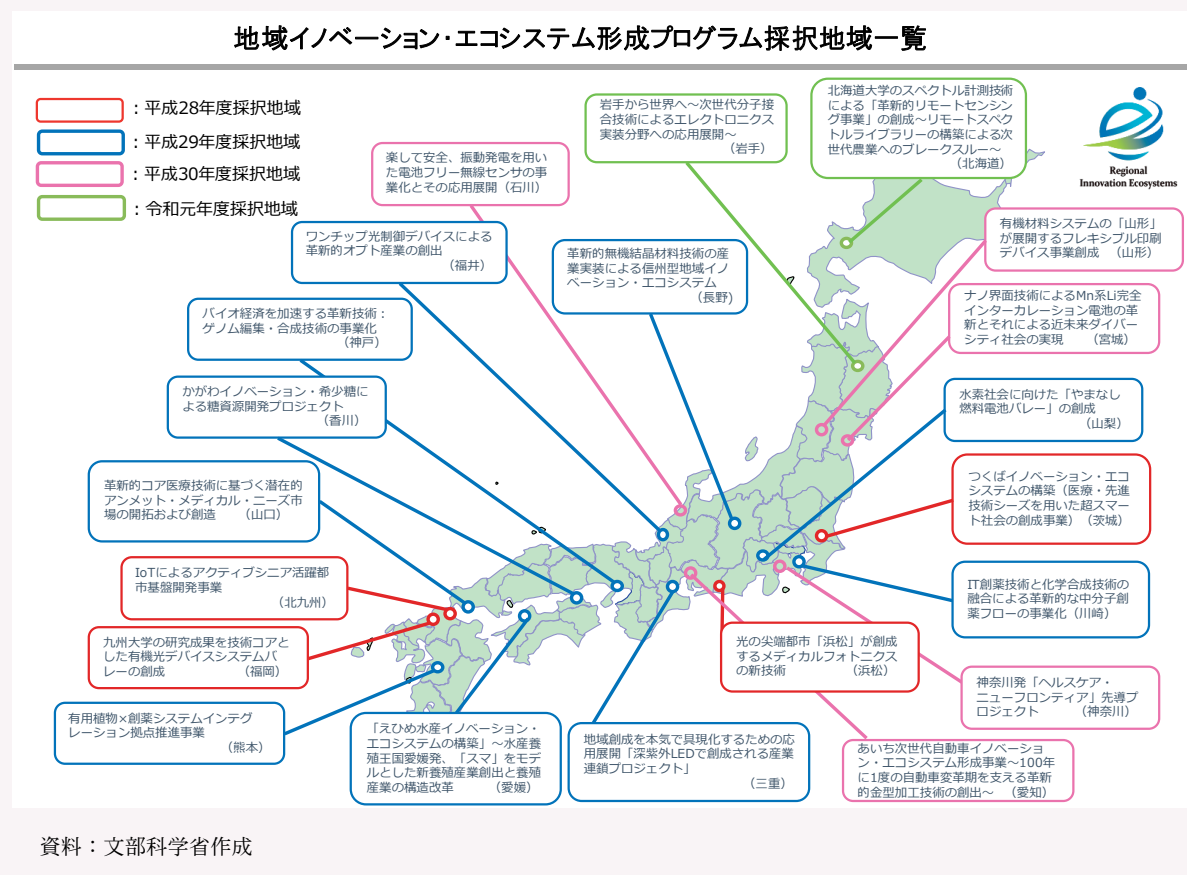 地域イノベーション・エコシステム形成プログラム採択地域一覧
：平成28年度採択地域
：平成29年度採択地域
：平成30年度採択地域
：令和元年度採択地域
Regional
Innovation Ecosystems
北海道大学のスペクトル計測技術
による「革新的リモートセンシン
グ事業」の創成～リモートスペク
トルライブラリーの構築による次
世代農業へのブレークスルー～
（北海道）
岩手から世界へ～次世代分子接
合技術によるエレクトロニクス
実装分野への応用展開～
（岩手）
楽して安全、振動発電を用い
た電池フリー無線センサの事
業化とその応用展開（石川）
ワンチップ光制御デバイスによる
革新的オプト産業の創出
（福井）
革新的無機結晶材料技術の産
業実装による信州型地域イノ
ベーション・エコシステム
（長野）
有機材料システムの「山形」
が展開するフレキシブル印刷
デバイス事業創成　（山形）
ナノ界面技術によるMn系Li完全
インターカレーション電池の革
新とそれによる近未来ダイバー
シティ社会の実現　（宮城）
バイオ経済を加速する革新技術：
ゲノム編集・合成技術の事業化
（神戸）
かがわイノベーション・希少糖に
よる糖資源開発プロジェクト
（香川）
水素社会に向けた「やまなし
燃料電池バレー」の創成
（山梨）
革新的コア医療技術に基づく潜在的
アンメット・メディカル・ニーズ市
場の開拓および創造　（山口）
つくばイノベーション・エコ
システムの構築（医療・先進
技術シーズを用いた超スマー
ト社会の創成事業）（茨城）
IoTによるアクティブシニア活躍都
市基盤開発事業
（北九州）
IT創薬技術と化学合成技術の
融合による革新的な中分子創
薬フローの事業化（川崎）
九州大学の研究成果を技術コアと
した有機光デバイスシステムバ
レーの創成　（福岡）
光の尖端都市「浜松」が創成
するメディカルフォトニクス
の新技術　（浜松）
神奈川発「ヘルスケア・
ニューフロンティア」先導プ
ロジェクト　（神奈川）
有用植物×創薬システムインテグ
レーション拠点推進事業
（熊本）
「えひめ水産イノベーション・
エコシステムの構築」～水産養
殖王国愛媛発、「スマ」をモデ
ルとした新養殖産業創出と養殖
産業の構造改革　（愛媛）
地域創成を本気で具現化するための応
用展開「深紫外LEDで創成される産業
連鎖プロジェクト」
（三重）
あいち次世代自動車イノベーショ
ン・エコシステム形成事業～100年
に1度の自動車変革期を支える革新
的金型加工技術の創出～　（愛知）
資料：文部科学省作成